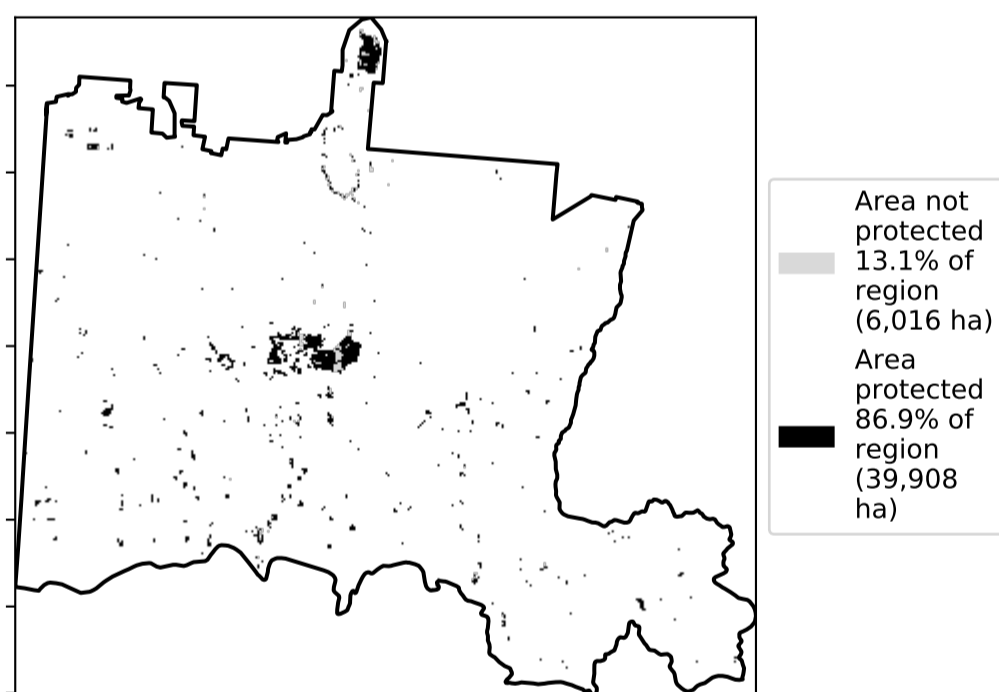 Area not
protected
13.1% of
region
(6,016 ha)
Area
protected
86.9% of
region
(39,908
ha)